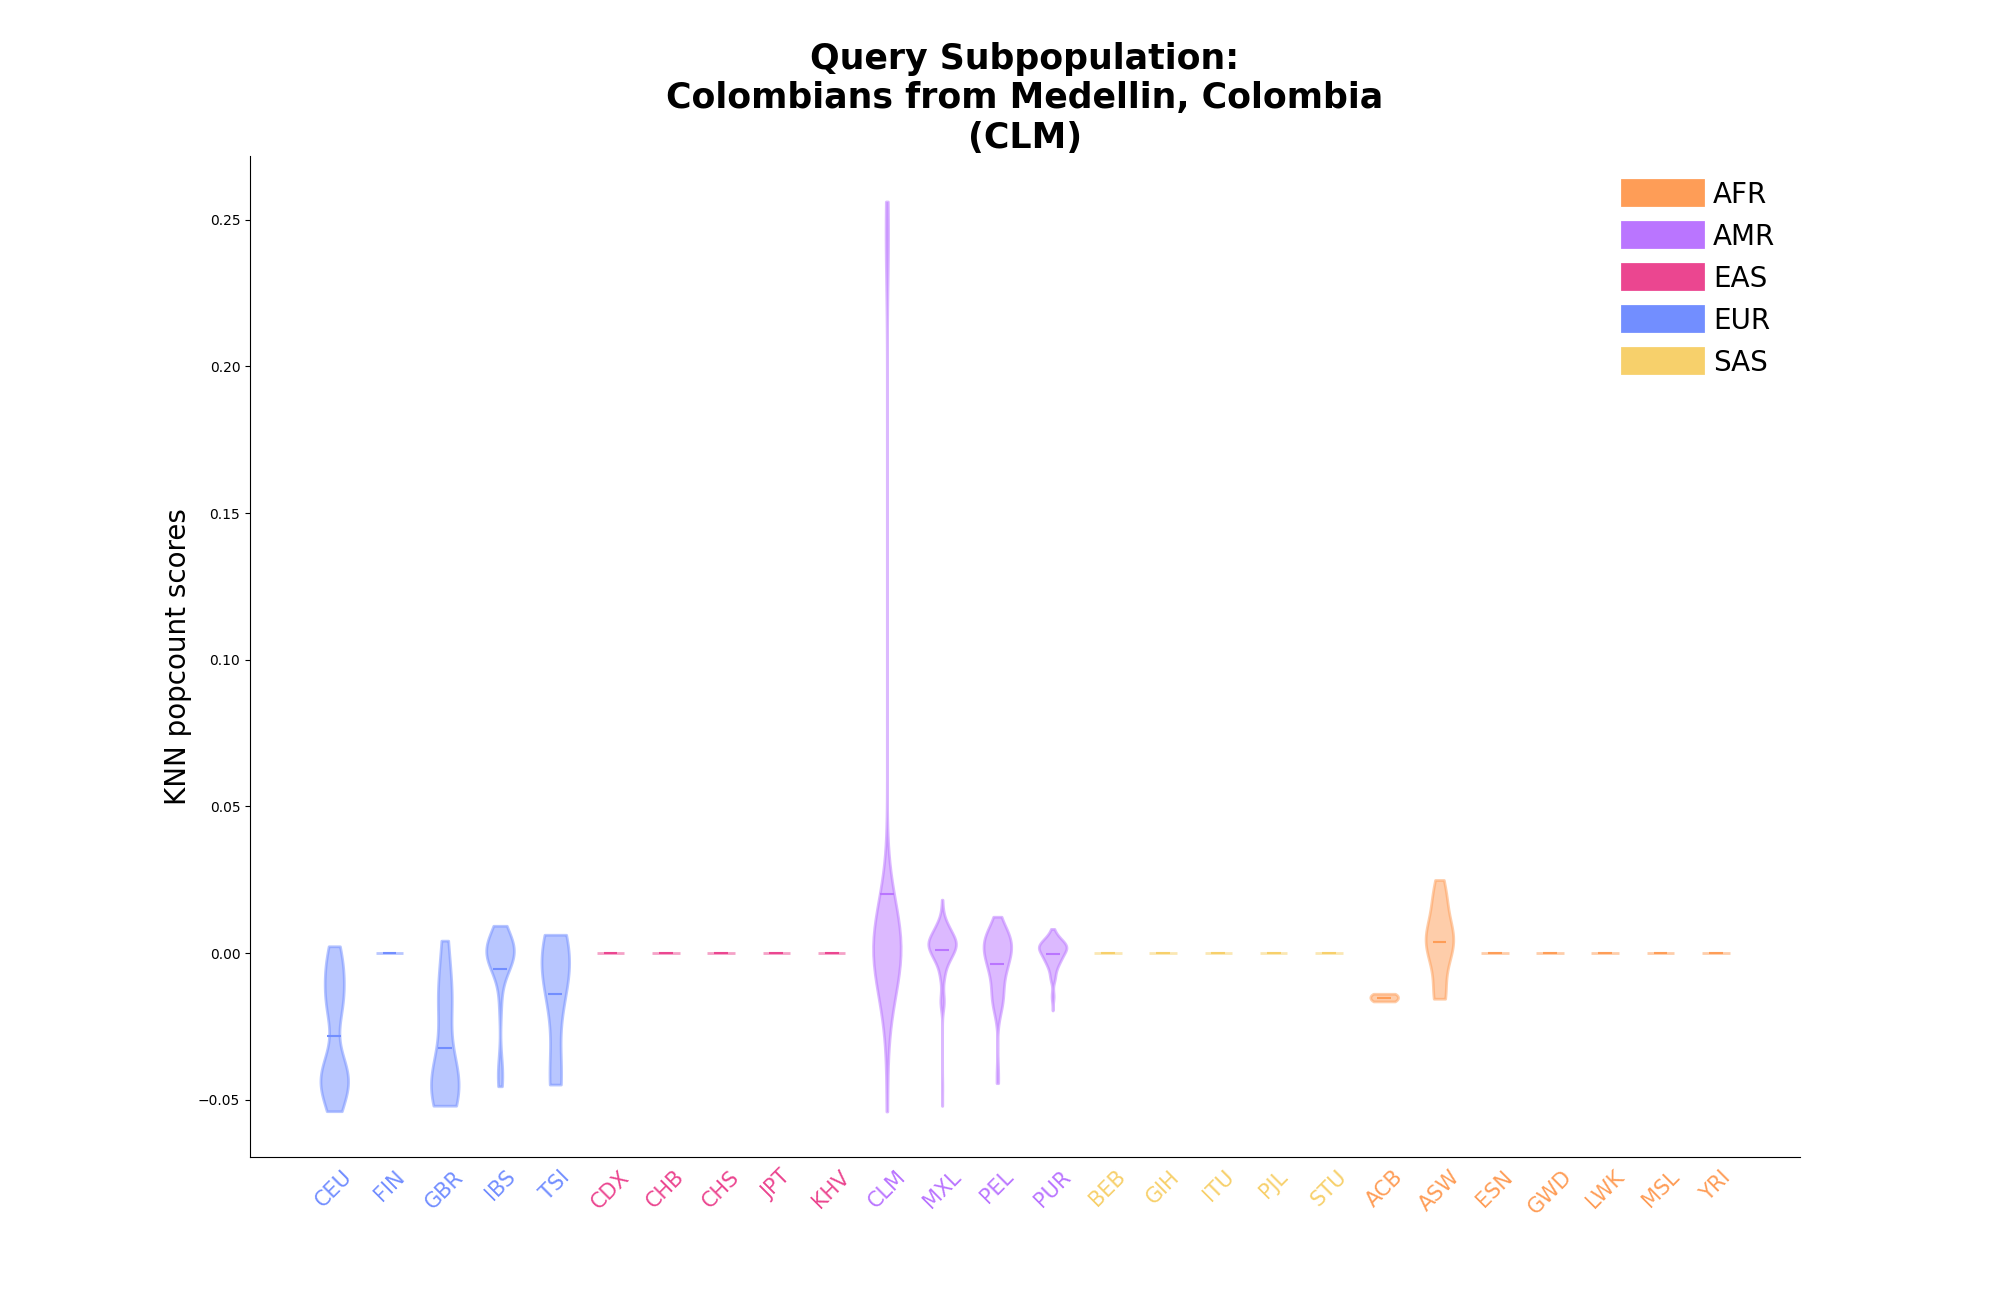 Query Subpopulation:
Colombians from Medellin, Colombia
(CLM)
AFR
AMR
EAS
EUR
SAS
KNN popcount scores
0.25
0.20
0.15
0.10
0.05
0.00
−0.05
CEU FIN GBR IBS TSI CDX CHB CHS JPT KHV CLM MXL PEL PUR BEB GIH ITU PJL STU ACB ASW ESN GWD LWK MSL YRI